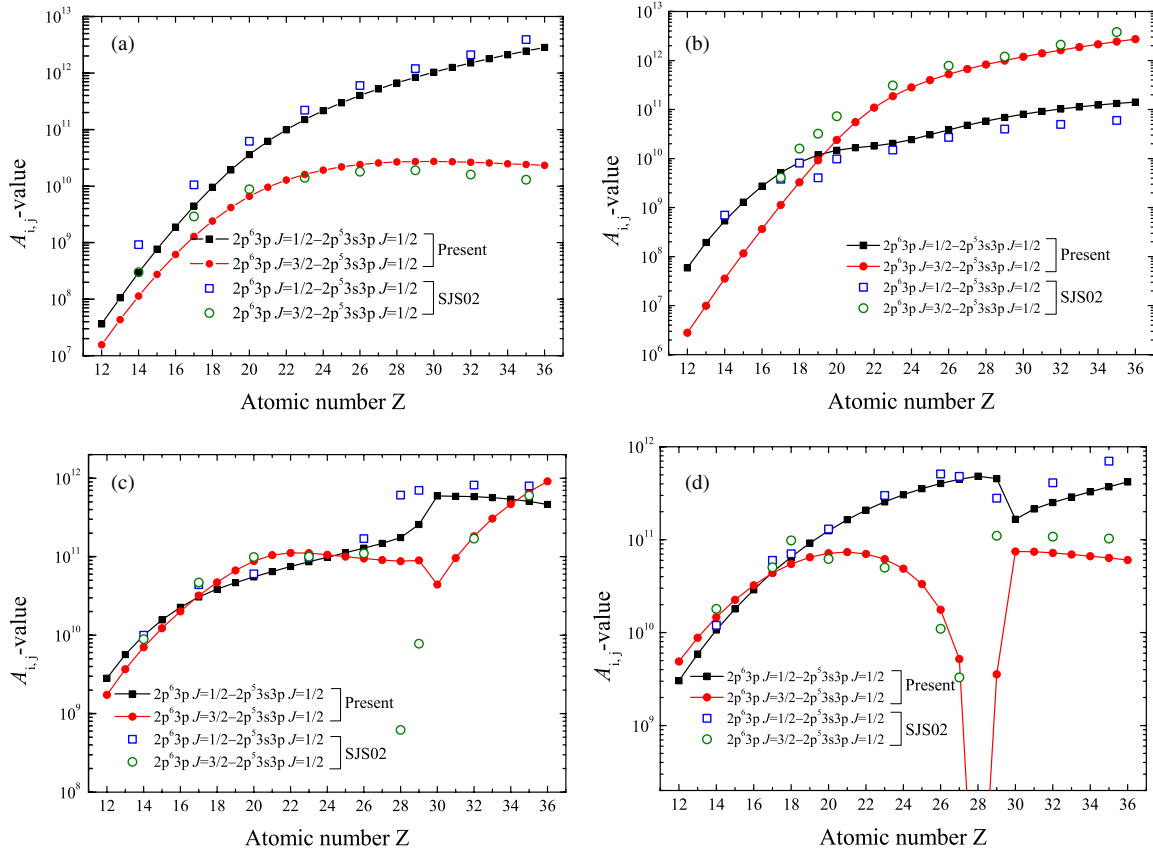 (a)
A_{i,j}-value
10^{13}
10^{12}
10^{11}
10^{10}
10^{9}
10^{8}
10^{7}
2p^{6}3p J=1/2–2p^{5}3s3p J=1/2
2p^{6}3p J=3/2–2p^{5}3s3p J=1/2
Present
2p^{6}3p J=1/2–2p^{5}3s3p J=1/2
2p^{6}3p J=3/2–2p^{5}3s3p J=1/2
SJS02
12 14 16 18 20 22 24 26 28 30 32 34 36
Atomic number Z
(b)
A_{i,j}-value
10^{13}
10^{12}
10^{11}
10^{10}
10^{9}
10^{8}
10^{7}
10^{6}
2p^{6}3p J=1/2–2p^{5}3s3p J=1/2
2p^{6}3p J=3/2–2p^{5}3s3p J=1/2
Present
2p^{6}3p J=1/2–2p^{5}3s3p J=1/2
2p^{6}3p J=3/2–2p^{5}3s3p J=1/2
SJS02
12 14 16 18 20 22 24 26 28 30 32 34 36
Atomic number Z
(c)
A_{i,j}-value
10^{12}
10^{11}
10^{10}
10^{9}
10^{8}
2p^{6}3p J=1/2–2p^{5}3s3p J=1/2
2p^{6}3p J=3/2–2p^{5}3s3p J=1/2
Present
2p^{6}3p J=1/2–2p^{5}3s3p J=1/2
2p^{6}3p J=3/2–2p^{5}3s3p J=1/2
SJS02
12 14 16 18 20 22 24 26 28 30 32 34 36
Atomic number Z
(d)
A_{i,j}-value
10^{12}
10^{11}
10^{10}
10^{9}
2p^{6}3p J=1/2–2p^{5}3s3p J=1/2
2p^{6}3p J=3/2–2p^{5}3s3p J=1/2
Present
2p^{6}3p J=1/2–2p^{5}3s3p J=1/2
2p^{6}3p J=3/2–2p^{5}3s3p J=1/2
SJS02
12 14 16 18 20 22 24 26 28 30 32 34 36
Atomic number Z